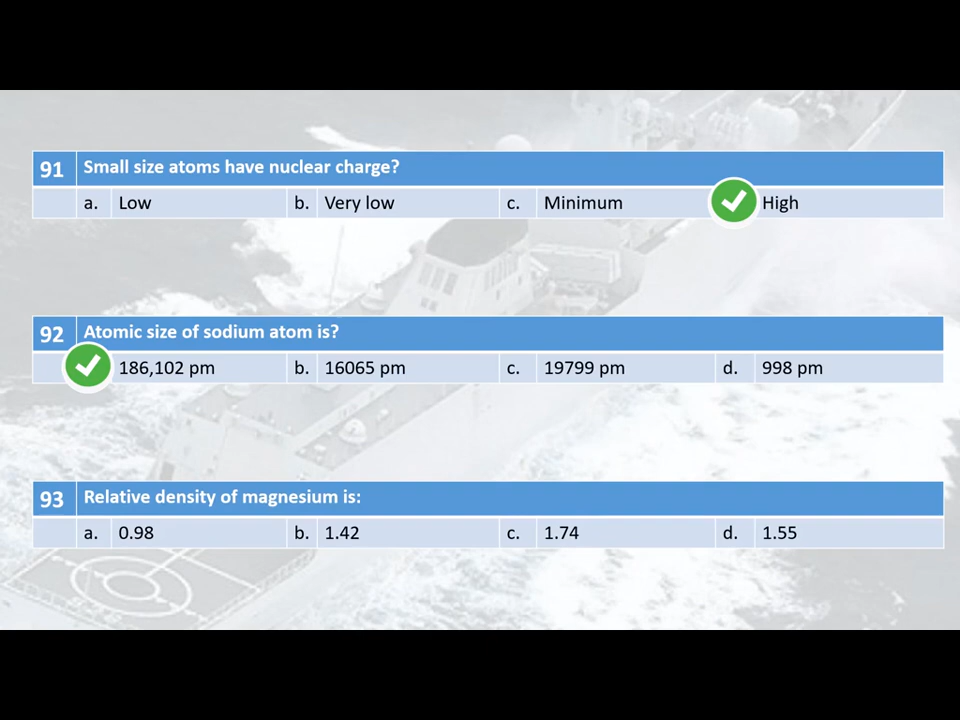 91 Small size atoms have nuclear charge?
a. Low b. Very low c. Minimum High
92 Atomic size of sodium atom is?
186,102 pm b. 16065 pm c. 19799 pm d. 998 pm
93 Relative density of magnesium is:
a. 0.98 b. 1.42 c. 1.74 d. 1.55